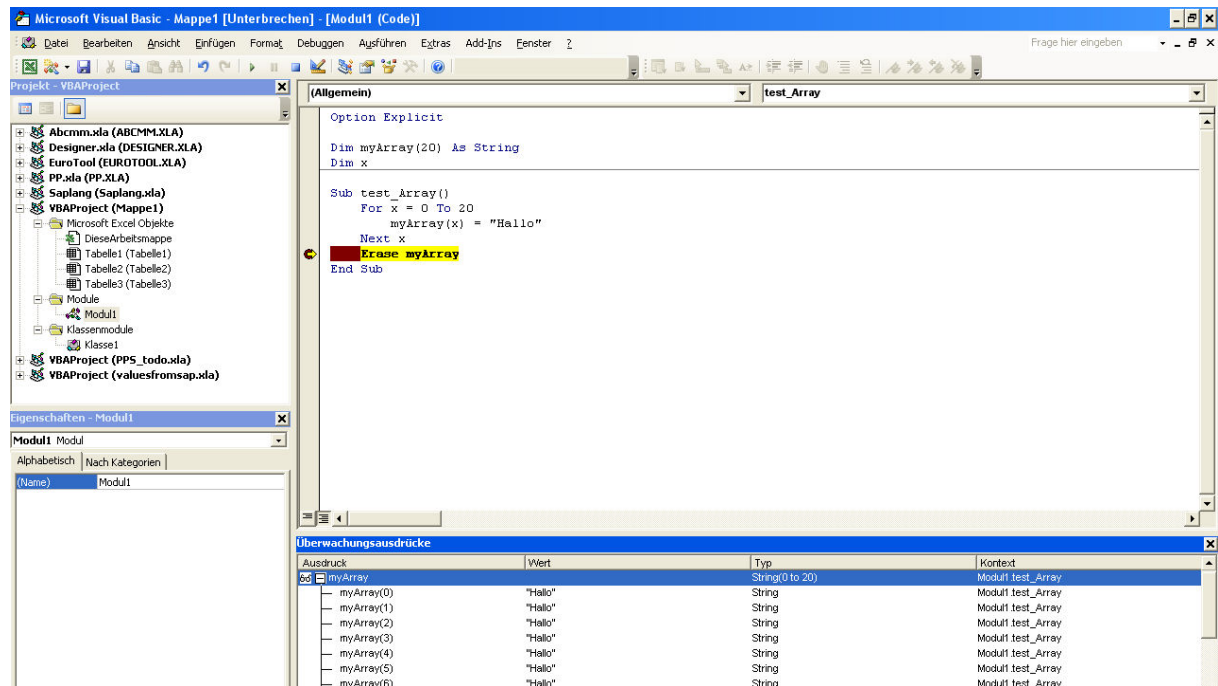 Microsoft Visual Basic - Mappe1 [Unterbrechen] - [Modul1 (Code)]
Datei Bearbeiten Ansicht Einfügen Format Debuggen Ausführen Extras Add-Ins Fenster ?
Frage hier eingeben
Projekt - VBAProject
Abcmm.xla (ABCMM.XLA)
Designer.xla (DESIGNER.XLA)
EuroTool (EUROTOOL.XLA)
PP.xla (PP.XLA)
Saplang (Saplang.xla)
VBAProject (Mappe1)
Microsoft Excel Objekte
DieseArbeitsmappe
Tabelle1 (Tabelle1)
Tabelle2 (Tabelle2)
Tabelle3 (Tabelle3)
Module
Modul1
Klassenmodule
Klasse1
VBAProject (PPS_todo.xla)
VBAProject (valuesfromsap.xla)
Eigenschaften - Modul1
Modul1 Modul
Alphabetisch Nach Kategorien
(Name) Modul1
(Allgemein) test_Array
Option Explicit
Dim myArray(20) As String
Dim x
Sub test_Array()
For x = 0 To 20
myArray(x) = "Hallo"
Next x
Erase myArray
End Sub
Überwachungsausdrücke
Ausdruck Wert Typ Kontext
myArray String(0 to 20) Modul1.test_Array
myArray(0) "Hallo" String Modul1.test_Array
myArray(1) "Hallo" String Modul1.test_Array
myArray(2) "Hallo" String Modul1.test_Array
myArray(3) "Hallo" String Modul1.test_Array
myArray(4) "Hallo" String Modul1.test_Array
myArray(5) "Hallo" String Modul1.test_Array
myArray(6) "Hallo" String Modul1.test_Array